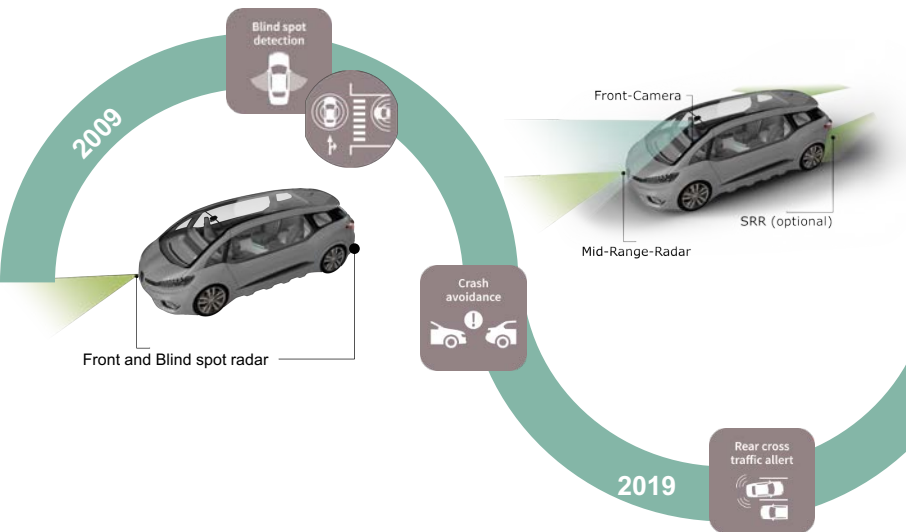 Blind spot
detection
2009
Front-Camera
SRR (optional)
Mid-Range-Radar
Crash
avoidance
Front and Blind spot radar
Rear cross
traffic allert
2019